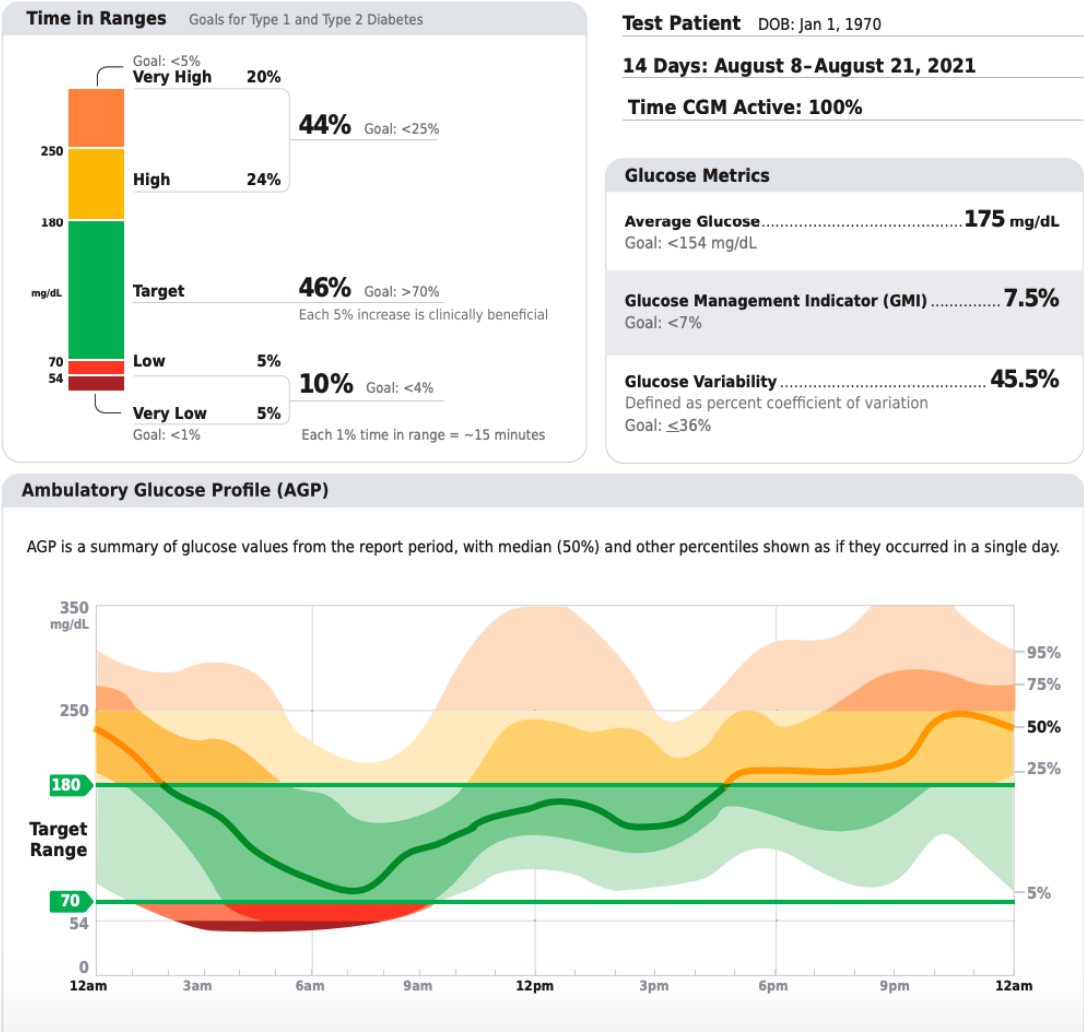 Time in Ranges Goals for Type 1 and Type 2 Diabetes
Goal: <5%
Very High 20%
44% Goal: <25%
250
High 24%
180
mg/dL
Target 46% Goal: >70%
Each 5% increase is clinically beneficial
70
Low 5%
54
10% Goal: <4%
Very Low 5%
Goal: <1% Each 1% time in range = ~15 minutes
Test Patient DOB: Jan 1, 1970
14 Days: August 8–August 21, 2021
Time CGM Active: 100%
Glucose Metrics
Average Glucose..........................................175 mg/dL
Goal: <154 mg/dL
Glucose Management Indicator (GMI)..............7.5%
Goal: <7%
Glucose Variability...........................................45.5%
Defined as percent coefficient of variation
Goal: ≤36%
Ambulatory Glucose Profile (AGP)
AGP is a summary of glucose values from the report period, with median (50%) and other percentiles shown as if they occurred in a single day.
350
mg/dL
250
180
Target
Range
70
54
0
95%
75%
50%
25%
5%
12am 3am 6am 9am 12pm 3pm 6pm 9pm 12am